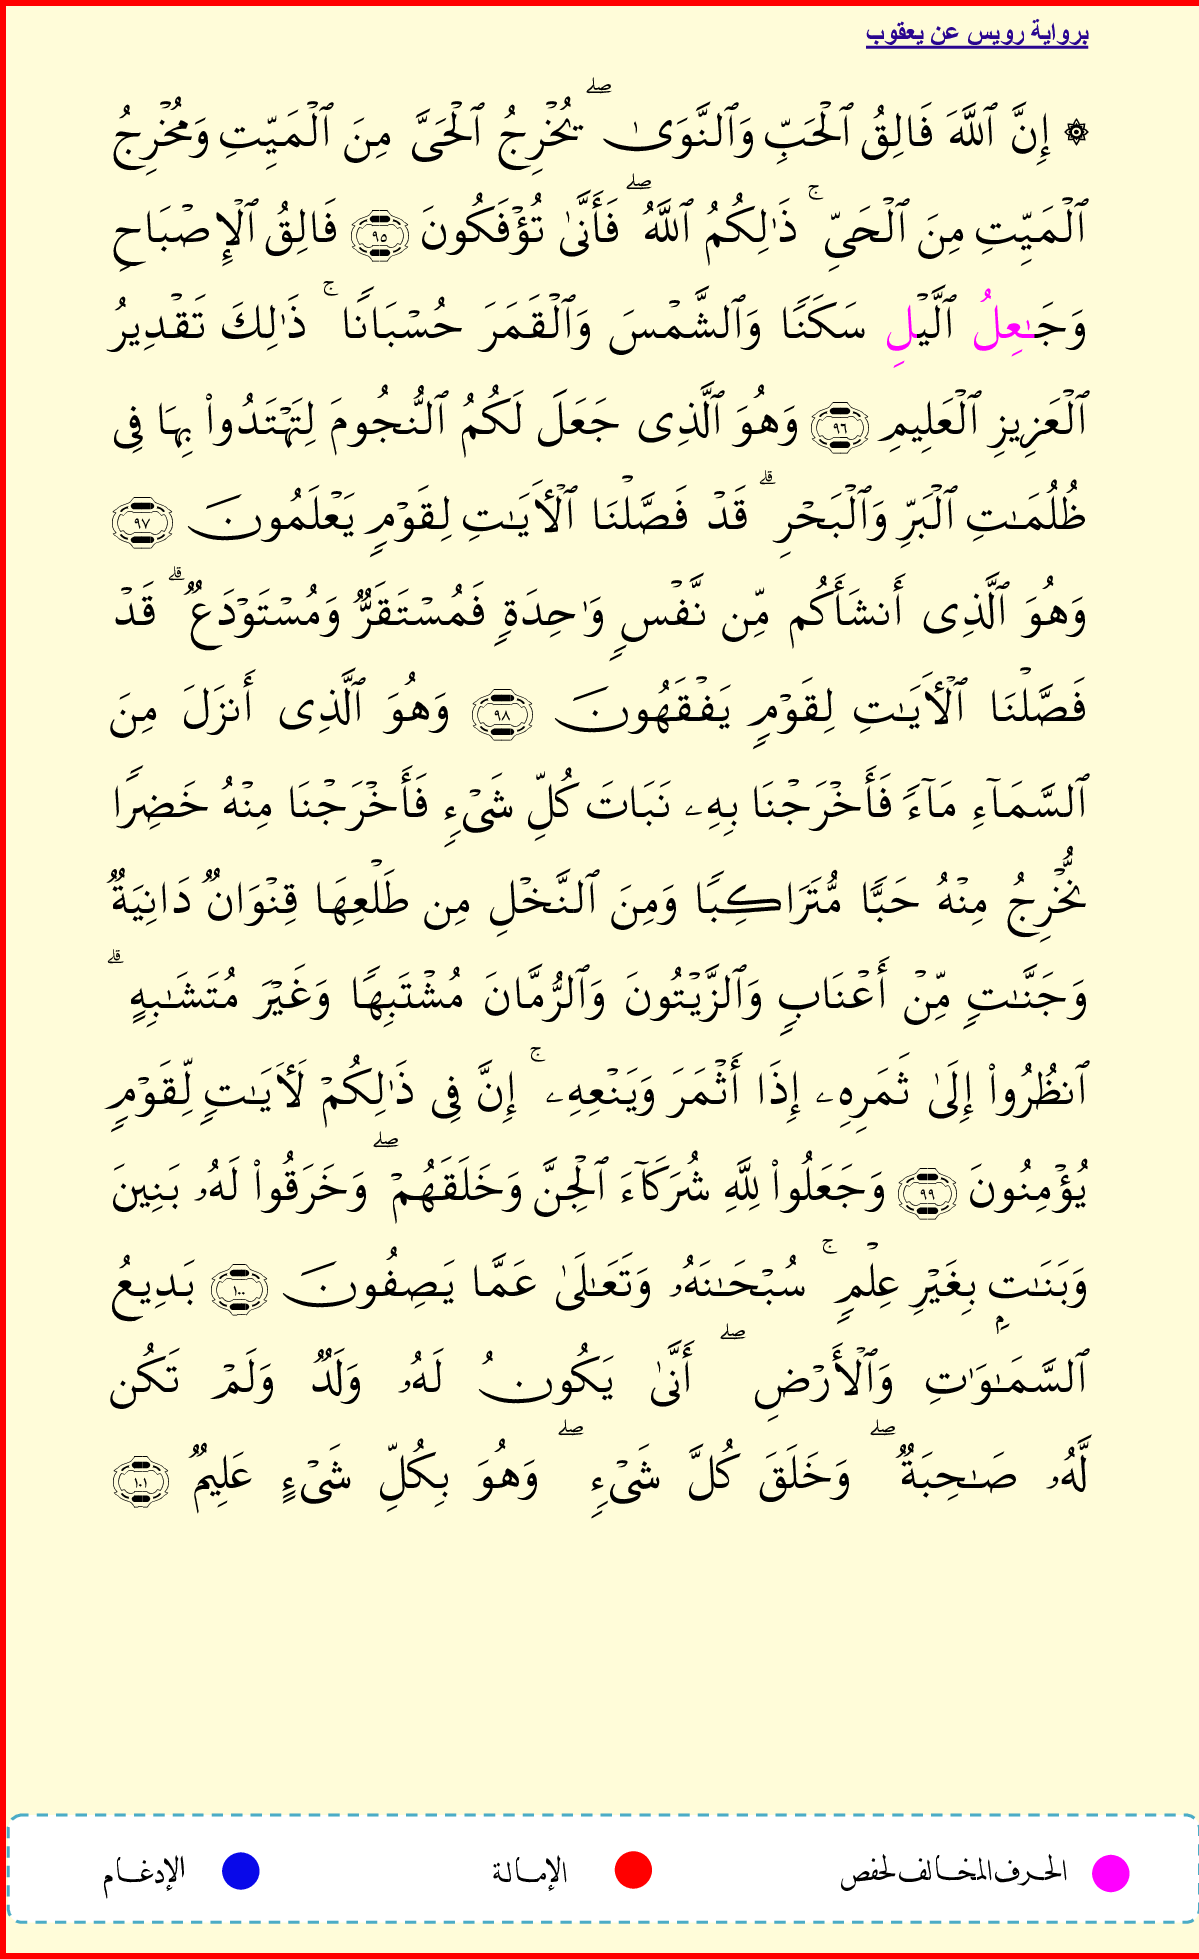 برواية رويس عن يعقوب
۞ إِنَّ ٱللَّهَ فَالِقُ ٱلْحَبِّ وَٱلنَّوَىٰ ۖ يُخْرِجُ ٱلْحَىَّ مِنَ ٱلْمَيِّتِ وَمُخْرِجُ
ٱلْمَيِّتِ مِنَ ٱلْحَىِّ ۚ ذَٰلِكُمُ ٱللَّهُ ۖ فَأَنَّىٰ تُؤْفَكُونَ ٩٥ فَالِقُ ٱلْإِصْبَاحِ
وَجَـٰعِلُ ٱلَّيْلِ سَكَنًا وَٱلشَّمْسَ وَٱلْقَمَرَ حُسْبَانًا ۚ ذَٰلِكَ تَقْدِيرُ
ٱلْعَزِيزِ ٱلْعَلِيمِ ٩٦ وَهُوَ ٱلَّذِى جَعَلَ لَكُمُ ٱلنُّجُومَ لِتَهْتَدُوا۟ بِهَا فِى
ظُلُمَـٰتِ ٱلْبَرِّ وَٱلْبَحْرِ ۗ قَدْ فَصَّلْنَا ٱلْـَٔايَـٰتِ لِقَوْمٍ يَعْلَمُونَ ٩٧
وَهُوَ ٱلَّذِى أَنشَأَكُم مِّن نَّفْسٍ وَٰحِدَةٍ فَمُسْتَقَرٌّ وَمُسْتَوْدَعٌ ۗ قَدْ
فَصَّلْنَا ٱلْـَٔايَـٰتِ لِقَوْمٍ يَفْقَهُونَ ٩٨ وَهُوَ ٱلَّذِى أَنزَلَ مِنَ
ٱلسَّمَآءِ مَآءً فَأَخْرَجْنَا بِهِۦ نَبَاتَ كُلِّ شَىْءٍ فَأَخْرَجْنَا مِنْهُ خَضِرًا
نُّخْرِجُ مِنْهُ حَبًّا مُّتَرَاكِبًا وَمِنَ ٱلنَّخْلِ مِن طَلْعِهَا قِنْوَانٌ دَانِيَةٌ
وَجَنَّـٰتٍ مِّنْ أَعْنَابٍ وَٱلزَّيْتُونَ وَٱلرُّمَّانَ مُشْتَبِهًا وَغَيْرَ مُتَشَـٰبِهٍ ۗ
ٱنظُرُوا۟ إِلَىٰ ثَمَرِهِۦ إِذَا أَثْمَرَ وَيَنْعِهِۦ ۚ إِنَّ فِى ذَٰلِكُمْ لَـَٔايَـٰتٍ لِّقَوْمٍ
يُؤْمِنُونَ ٩٩ وَجَعَلُوا۟ لِلَّهِ شُرَكَآءَ ٱلْجِنَّ وَخَلَقَهُمْ ۖ وَخَرَقُوا۟ لَهُۥ بَنِينَ
وَبَنَـٰتٍۭ بِغَيْرِ عِلْمٍ ۚ سُبْحَـٰنَهُۥ وَتَعَـٰلَىٰ عَمَّا يَصِفُونَ ١٠٠ بَدِيعُ
ٱلسَّمَـٰوَٰتِ وَٱلْأَرْضِ ۖ أَنَّىٰ يَكُونُ لَهُۥ وَلَدٌ وَلَمْ تَكُن
لَّهُۥ صَـٰحِبَةٌ ۖ وَخَلَقَ كُلَّ شَىْءٍ ۖ وَهُوَ بِكُلِّ شَىْءٍ عَلِيمٌ ١٠١
الحرف المخالف لحفص الإمالة الإدغام